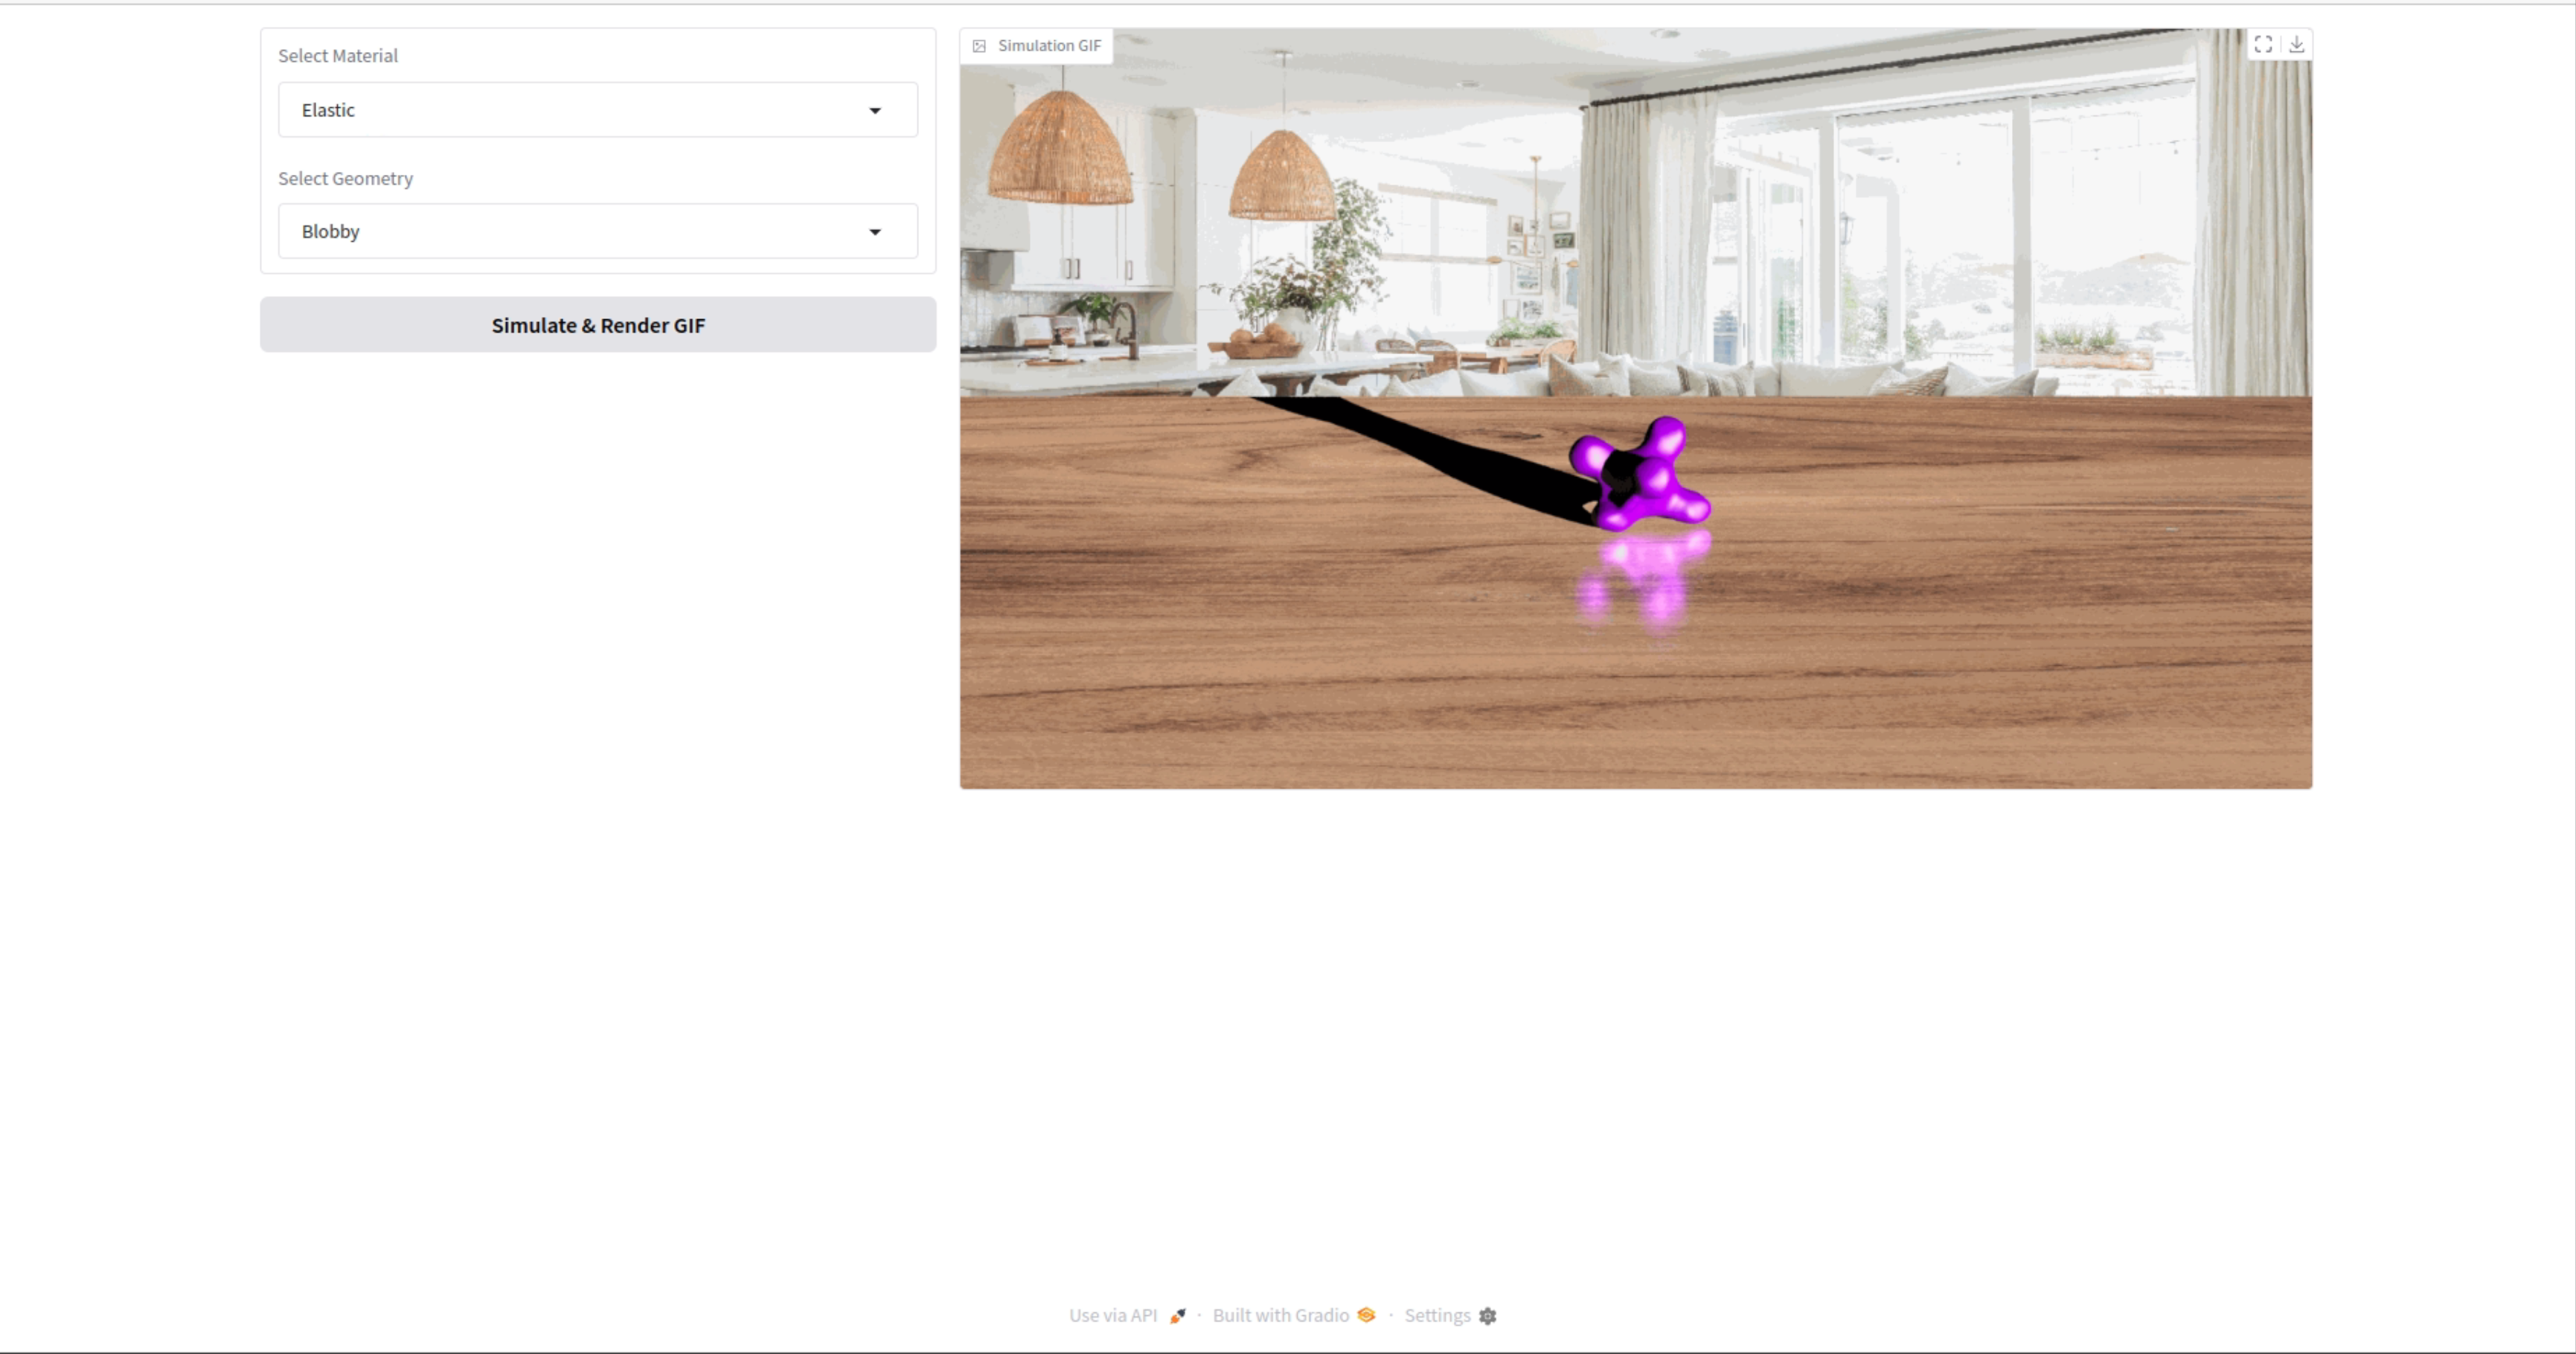 Select Material
Elastic
Select Geometry
Blobby
Simulate & Render GIF
Simulation GIF
Use via API · Built with Gradio · Settings